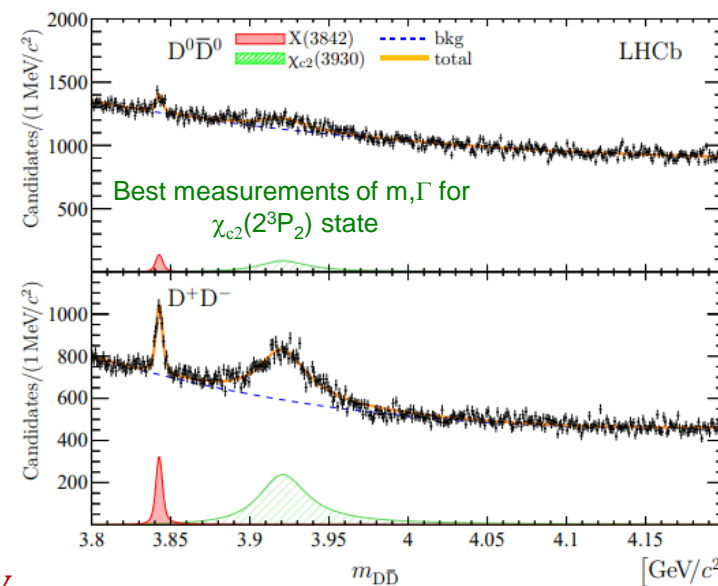 D⁰D̄⁰ X(3842) bkg LHCb
χc2(3930) total
Candidates/(1 MeV/c²)
2000
1500
1000
500
Best measurements of m,Γ for
χc2(2³P₂) state
D⁺D⁻
Candidates/(1 MeV/c²)
1000
800
600
400
200
3.8 3.85 3.9 3.95 4 4.05 4.1 4.15
mDD̄ [GeV/c²